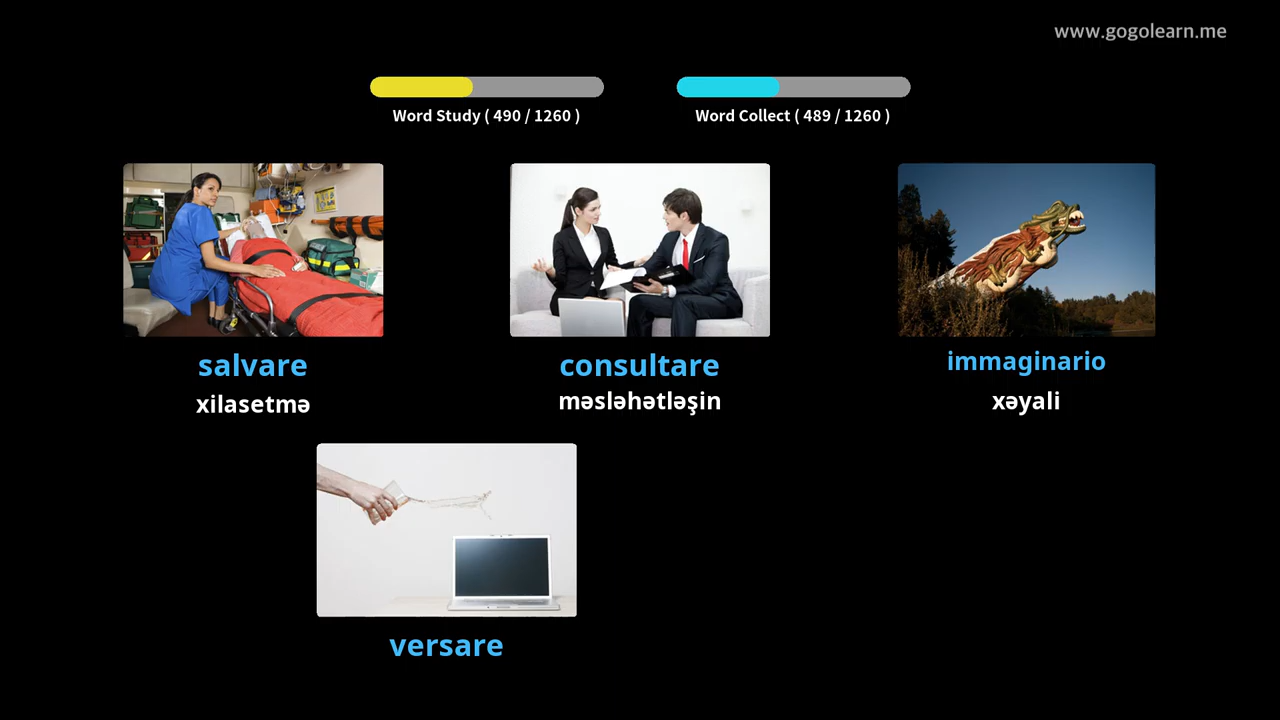 www.gogolearn.me
Word Study ( 490 / 1260 )
Word Collect ( 489 / 1260 )
salvare
xilasetmə
consultare
məsləhətləşin
immaginario
xəyali
versare